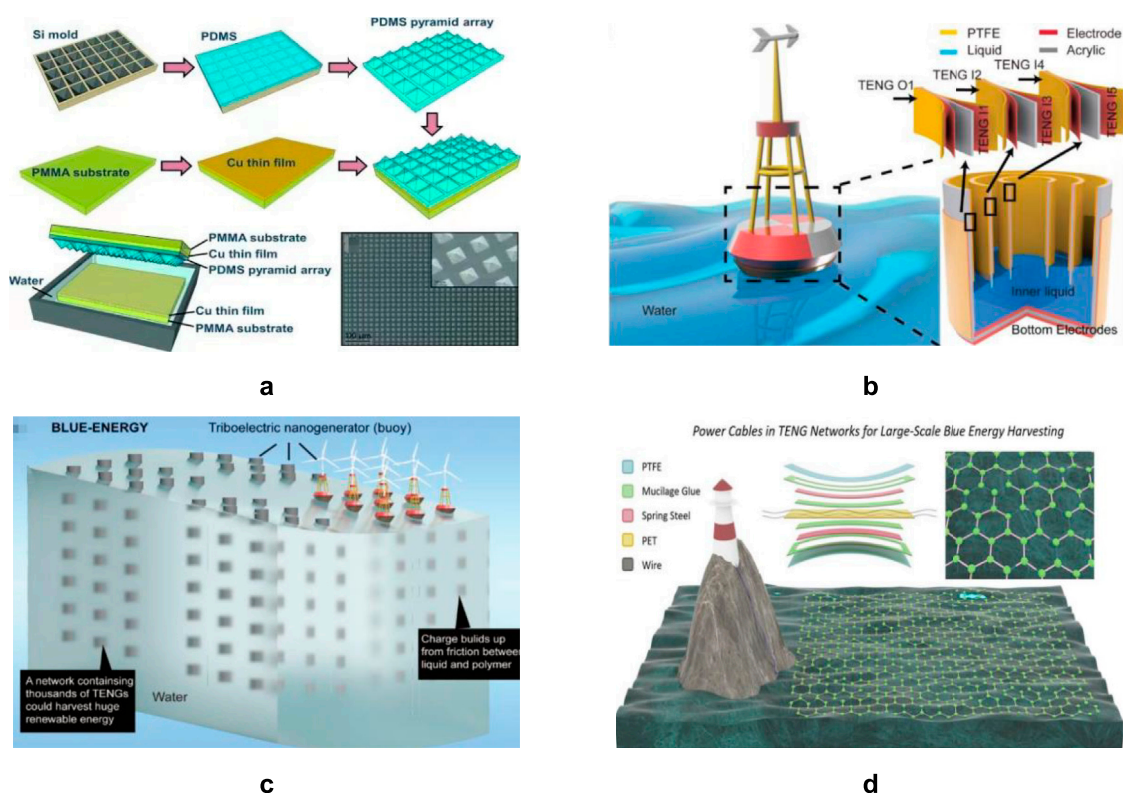 Si mold
PDMS
PDMS pyramid array
PMMA substrate
Cu thin film
PMMA substrate
Cu thin film
PDMS pyramid array
Water
Cu thin film
PMMA substrate
100 μm
a
PTFE
Electrode
Liquid
Acrylic
TENG I4
TENG I2
TENG O1
TENG I1
TENG I3
TENG I5
Water
Inner liquid
Bottom Electrodes
b
BLUE-ENERGY
Triboelectric nanogenerator (buoy)
Charge bulids up
from friction between
liquid and polymer
A network containsing
thousands of TENGs
could harvest huge
renewable energy
Water
c
Power Cables in TENG Networks for Large-Scale Blue Energy Harvesting
PTFE
Mucilage Glue
Spring Steel
PET
Wire
d